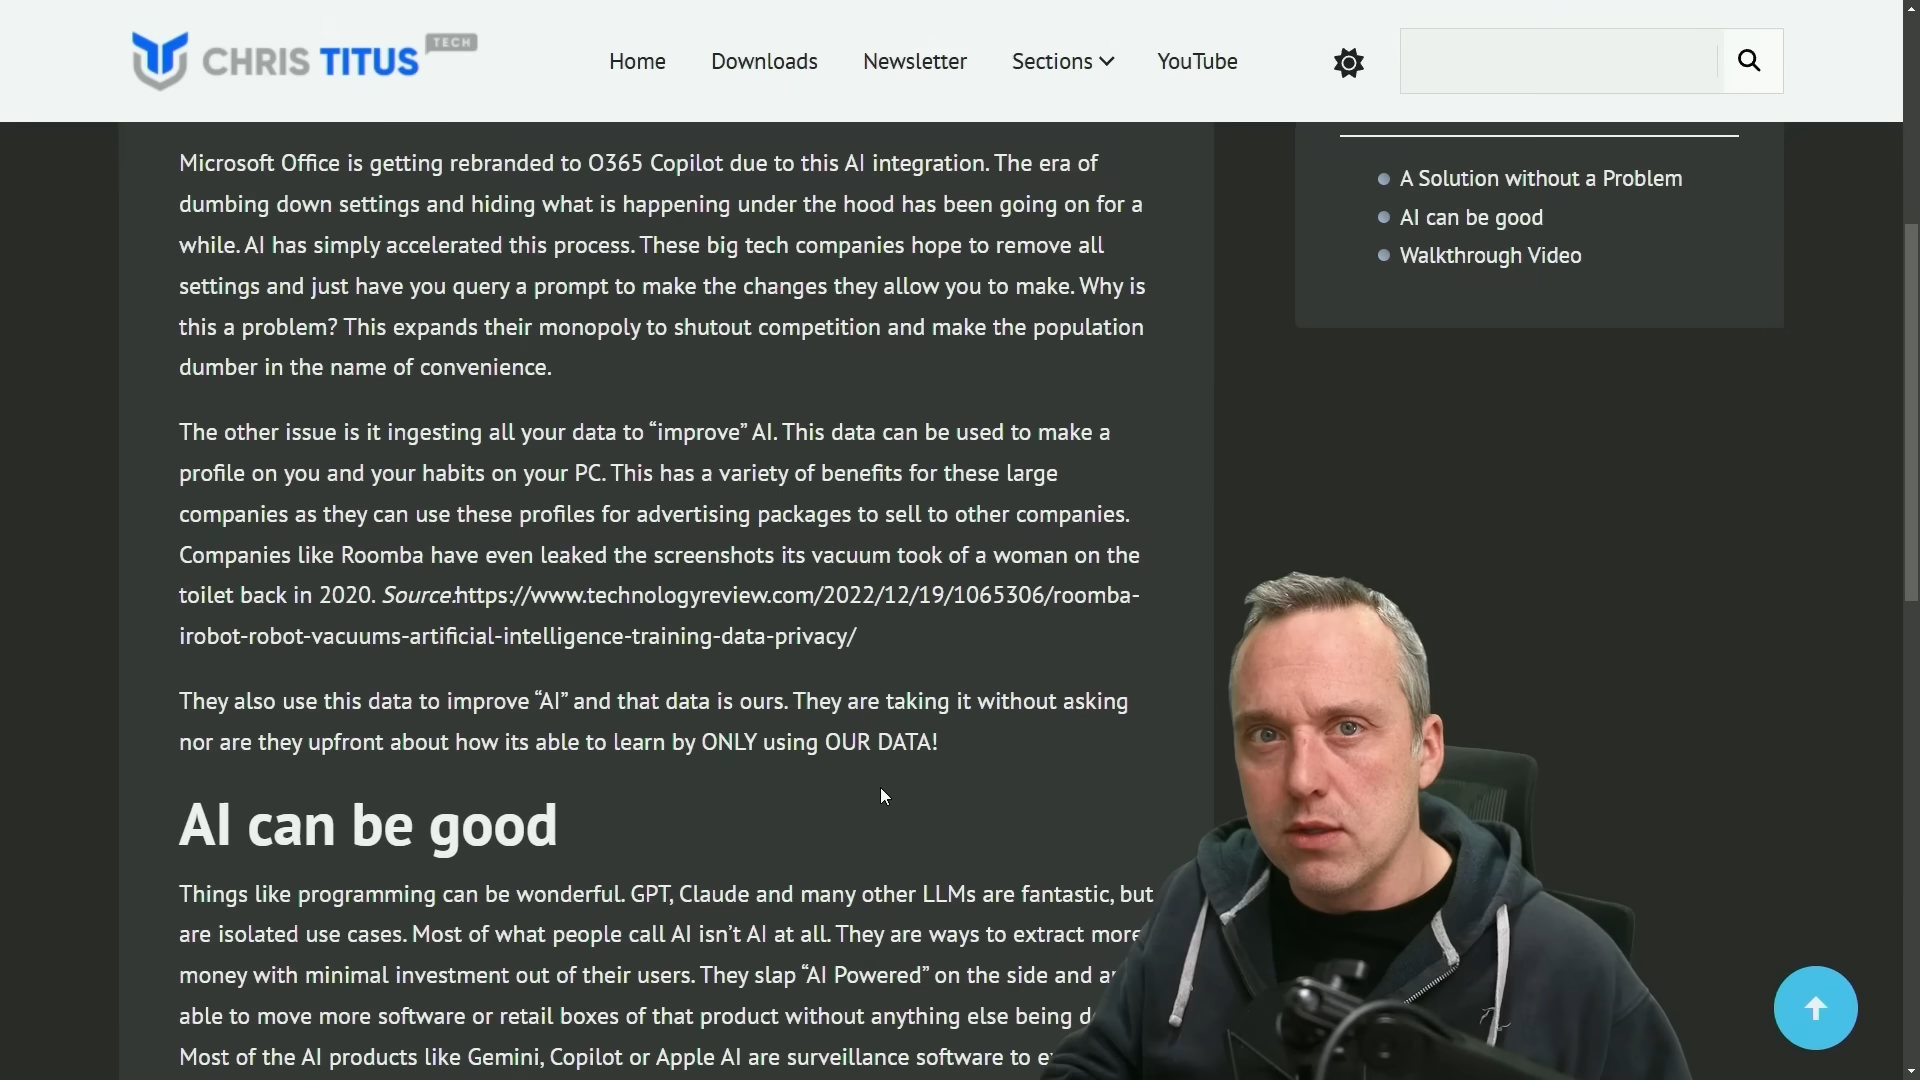 CHRIS TITUS TECH
Home Downloads Newsletter Sections YouTube
Microsoft Office is getting rebranded to O365 Copilot due to this AI integration. The era of
dumbing down settings and hiding what is happening under the hood has been going on for a
while. AI has simply accelerated this process. These big tech companies hope to remove all
settings and just have you query a prompt to make the changes they allow you to make. Why is
this a problem? This expands their monopoly to shutout competition and make the population
dumber in the name of convenience.
The other issue is it ingesting all your data to “improve” AI. This data can be used to make a
profile on you and your habits on your PC. This has a variety of benefits for these large
companies as they can use these profiles for advertising packages to sell to other companies.
Companies like Roomba have even leaked the screenshots its vacuum took of a woman on the
toilet back in 2020. Source:https://www.technologyreview.com/2022/12/19/1065306/roomba-
irobot-robot-vacuums-artificial-intelligence-training-data-privacy/
They also use this data to improve “AI” and that data is ours. They are taking it without asking
nor are they upfront about how its able to learn by ONLY using OUR DATA!
AI can be good
Things like programming can be wonderful. GPT, Claude and many other LLMs are fantastic, but
are isolated use cases. Most of what people call AI isn’t AI at all. They are ways to extract more
money with minimal investment out of their users. They slap “AI Powered” on the side and
able to move more software or retail boxes of that product without anything else being
Most of the AI products like Gemini, Copilot or Apple AI are surveillance software to
A Solution without a Problem
AI can be good
Walkthrough Video